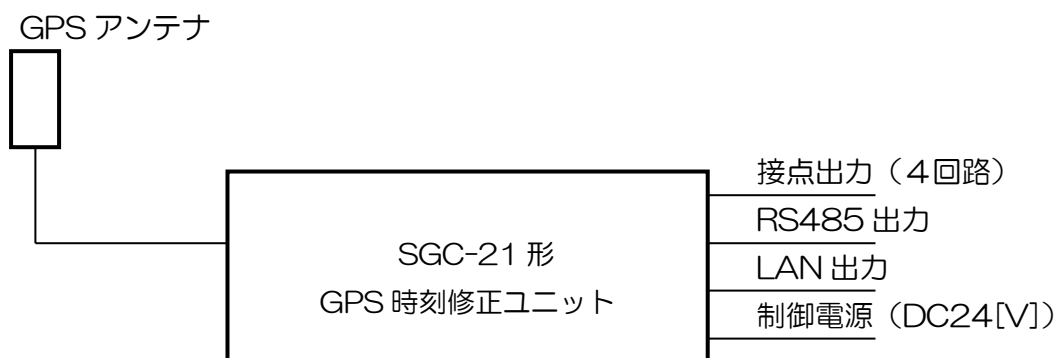 GPS アンテナ
接点出力（４回路）
RS485 出力
SGC-21 形
LAN 出力
GPS 時刻修正ユニット
制御電源（DC24[V]）